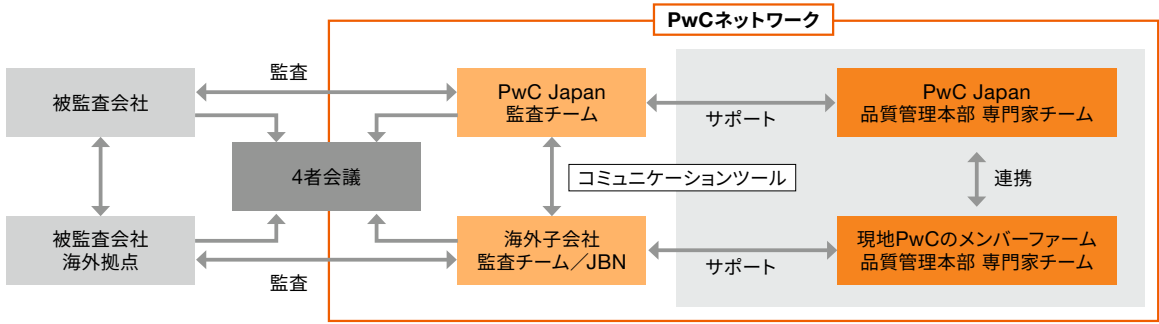 PwCネットワーク
監査
被監査会社
PwC Japan
監査チーム
サポート
PwC Japan
品質管理本部 専門家チーム
4者会議
コミュニケーションツール
連携
被監査会社
海外拠点
監査
海外子会社
監査チーム／JBN
サポート
現地PwCのメンバーファーム
品質管理本部 専門家チーム